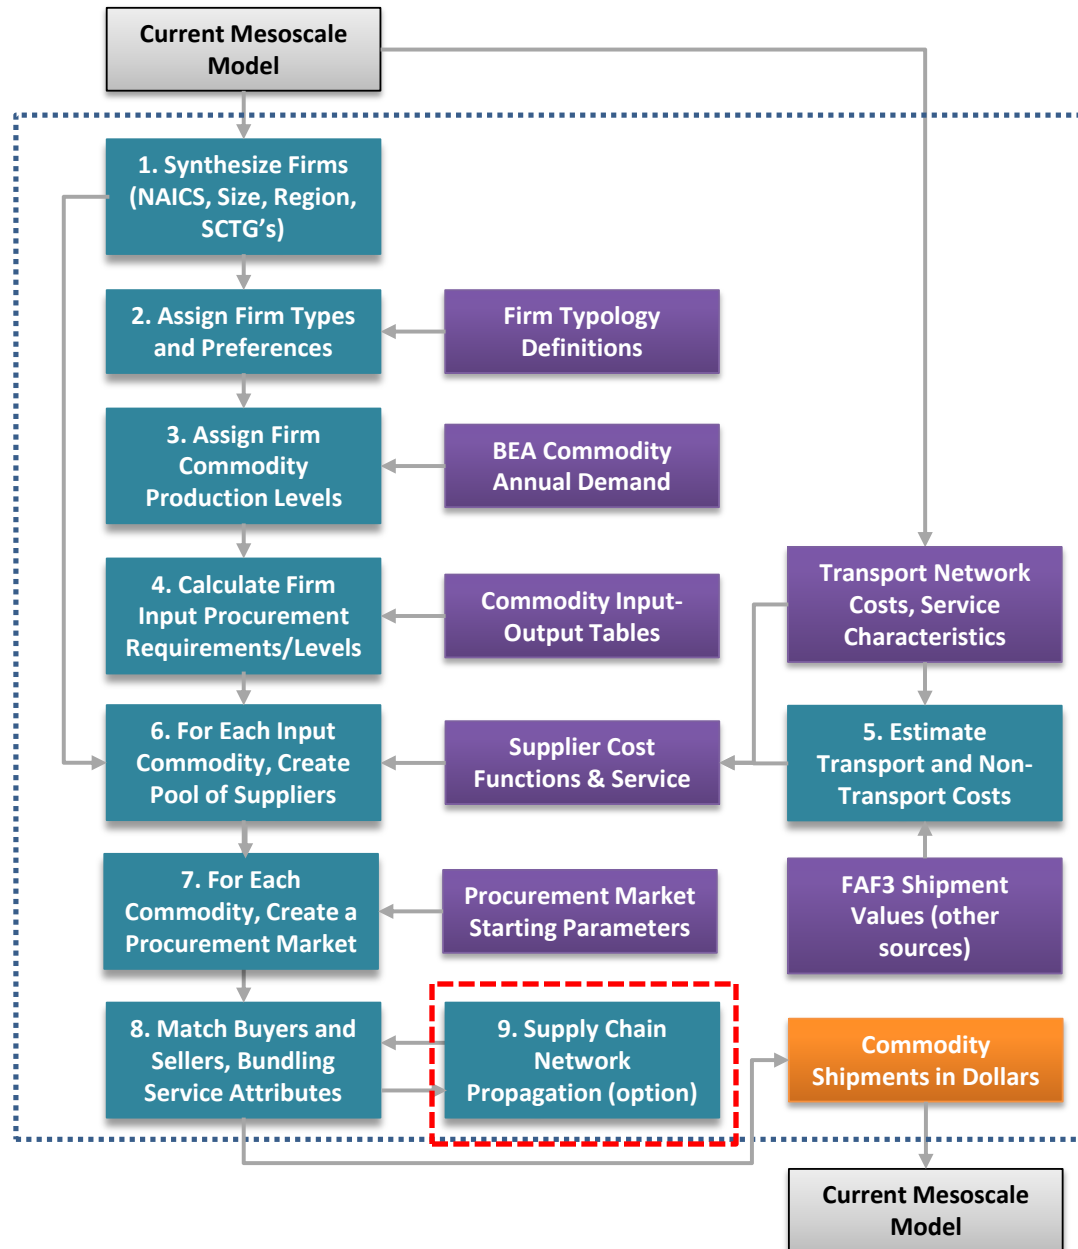 Current Mesoscale
Model
1. Synthesize Firms
(NAICS, Size, Region,
SCTG's)
2. Assign Firm Types
and Preferences
Firm Typology
Definitions
3. Assign Firm
Commodity
Production Levels
BEA Commodity
Annual Demand
4. Calculate Firm
Input Procurement
Requirements/Levels
Commodity Input-
Output Tables
Transport Network
Costs, Service
Characteristics
6. For Each Input
Commodity, Create
Pool of Suppliers
Supplier Cost
Functions & Service
5. Estimate
Transport and Non-
Transport Costs
7. For Each
Commodity, Create a
Procurement Market
Procurement Market
Starting Parameters
FAF3 Shipment
Values (other
sources)
8. Match Buyers and
Sellers, Bundling
Service Attributes
9. Supply Chain
Network
Propagation (option)
Commodity
Shipments in Dollars
Current Mesoscale
Model